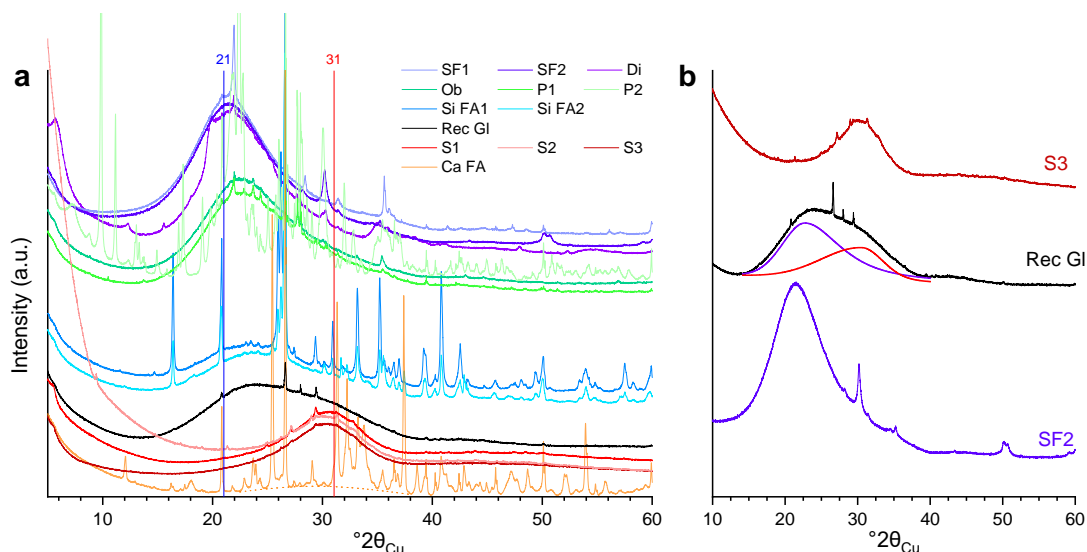 a
21
31
SF1 SF2 Di
Ob P1 P2
Si FA1 Si FA2
Rec Gl
S1 S2 S3
Ca FA
Intensity (a.u.)
10 20 30 40 50 60
°2θCu
b
S3
Rec Gl
SF2
10 20 30 40 50 60
°2θCu